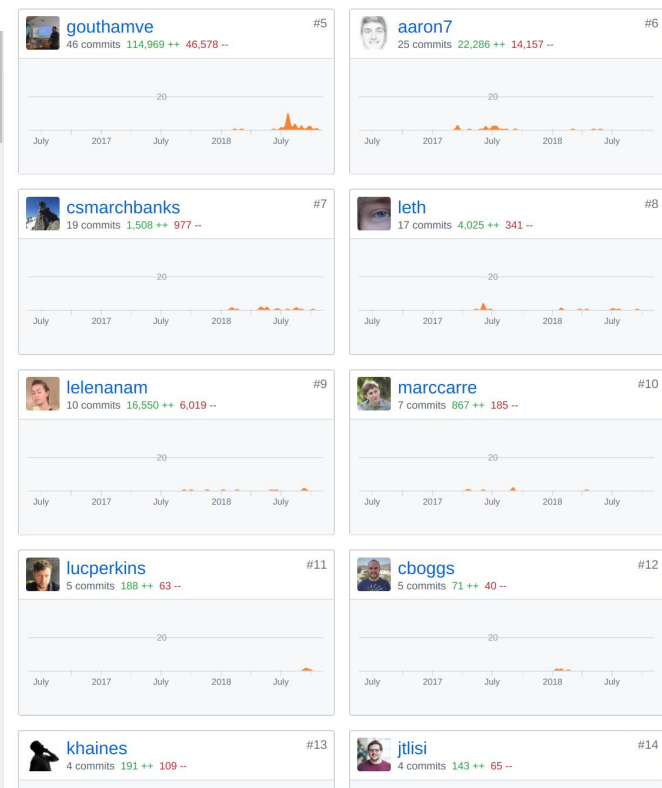 gouthamve #5
46 commits 114,969 ++ 46,578 --
20
July 2017 July 2018 July
aaron7 #6
25 commits 22,286 ++ 14,157 --
20
July 2017 July 2018 July
csmarchbanks #7
19 commits 1,508 ++ 977 --
20
July 2017 July 2018 July
leth #8
17 commits 4,025 ++ 341 --
20
July 2017 July 2018 July
lelenanam #9
10 commits 16,550 ++ 6,019 --
20
July 2017 July 2018 July
marccarre #10
7 commits 867 ++ 185 --
20
July 2017 July 2018 July
lucperkins #11
5 commits 188 ++ 63 --
20
July 2017 July 2018 July
cboggs #12
5 commits 71 ++ 40 --
20
July 2017 July 2018 July
khaines #13
4 commits 191 ++ 109 --
jtlisi #14
4 commits 143 ++ 65 --